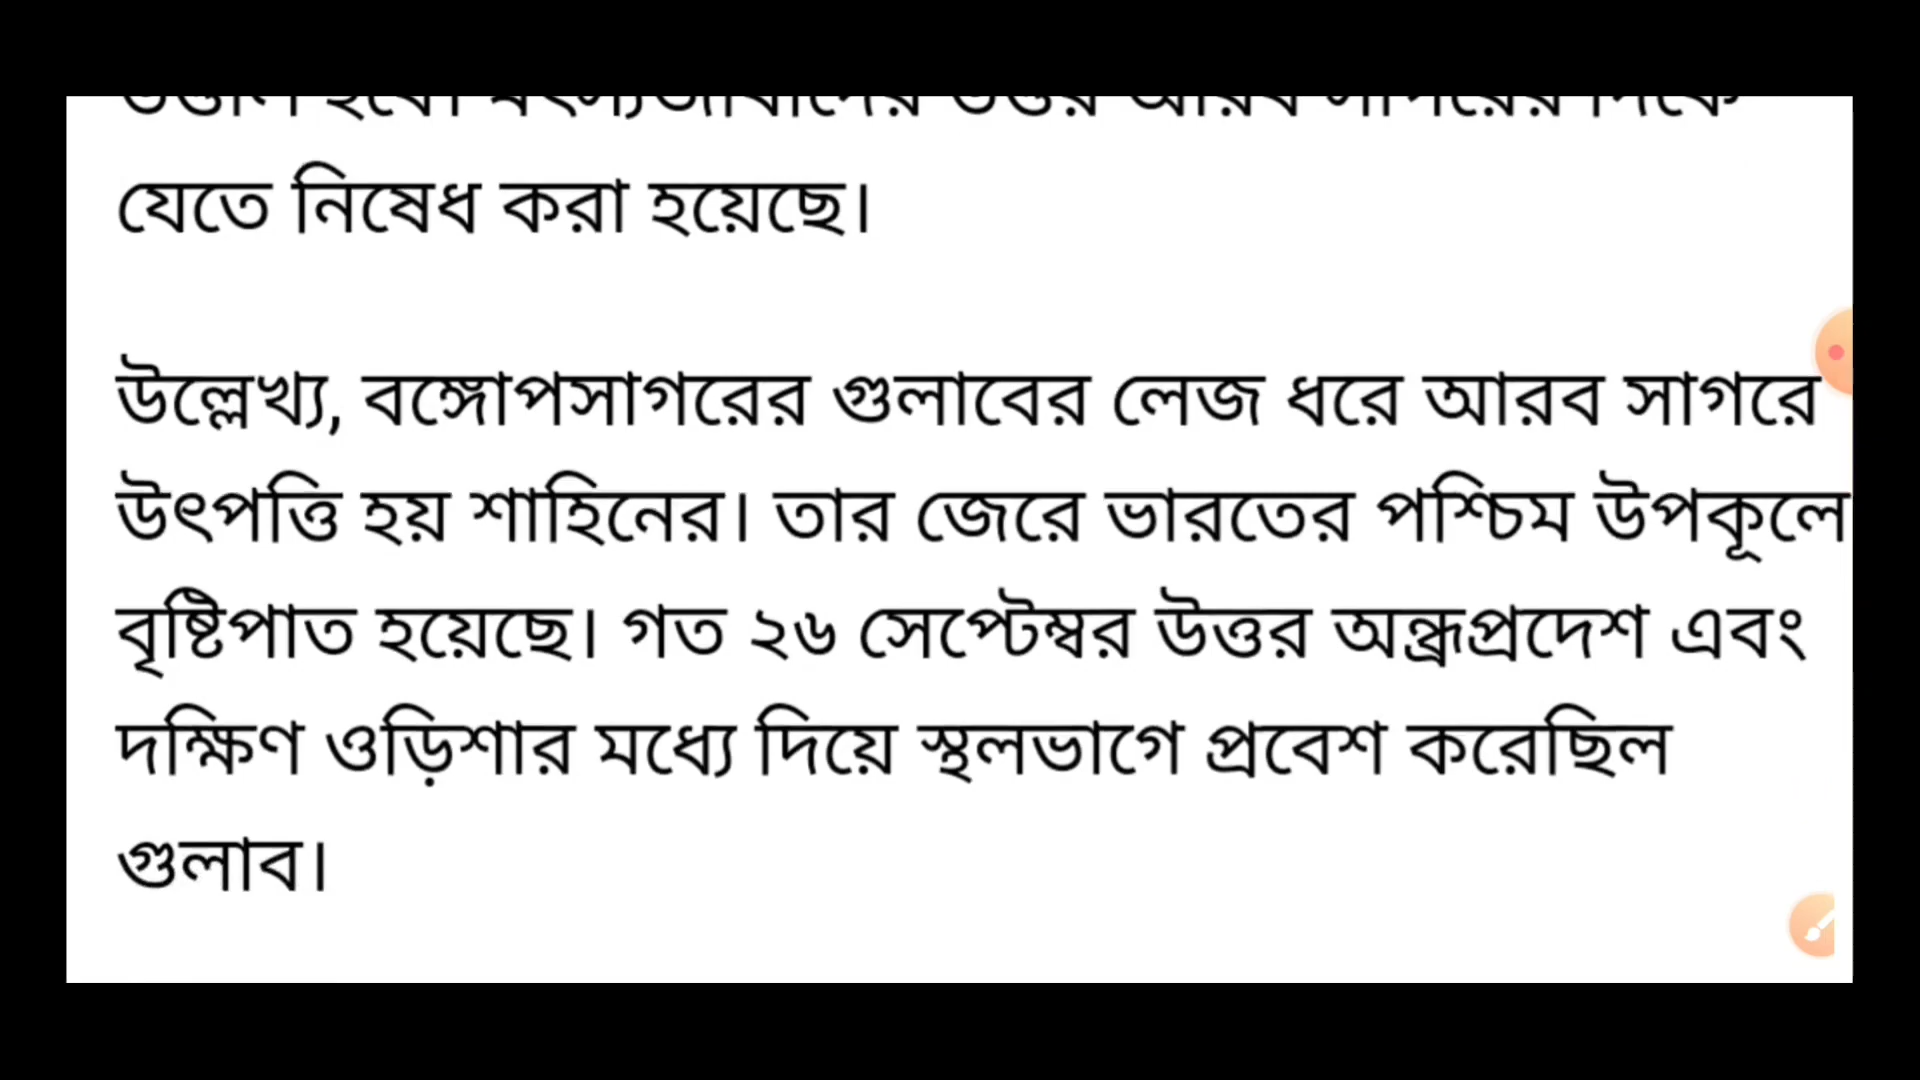 যেতে নিষেধ করা হয়েছে।
উল্লেখ্য, বঙ্গোপসাগরের গুলাবের লেজ ধরে আরব সাগরে
উৎপত্তি হয় শাহিনের। তার জেরে ভারতের পশ্চিম উপকূলে
বৃষ্টিপাত হয়েছে। গত ২৬ সেপ্টেম্বর উত্তর অন্ধ্রপ্রদেশ এবং
দক্ষিণ ওড়িশার মধ্যে দিয়ে স্থলভাগে প্রবেশ করেছিল
গুলাব।